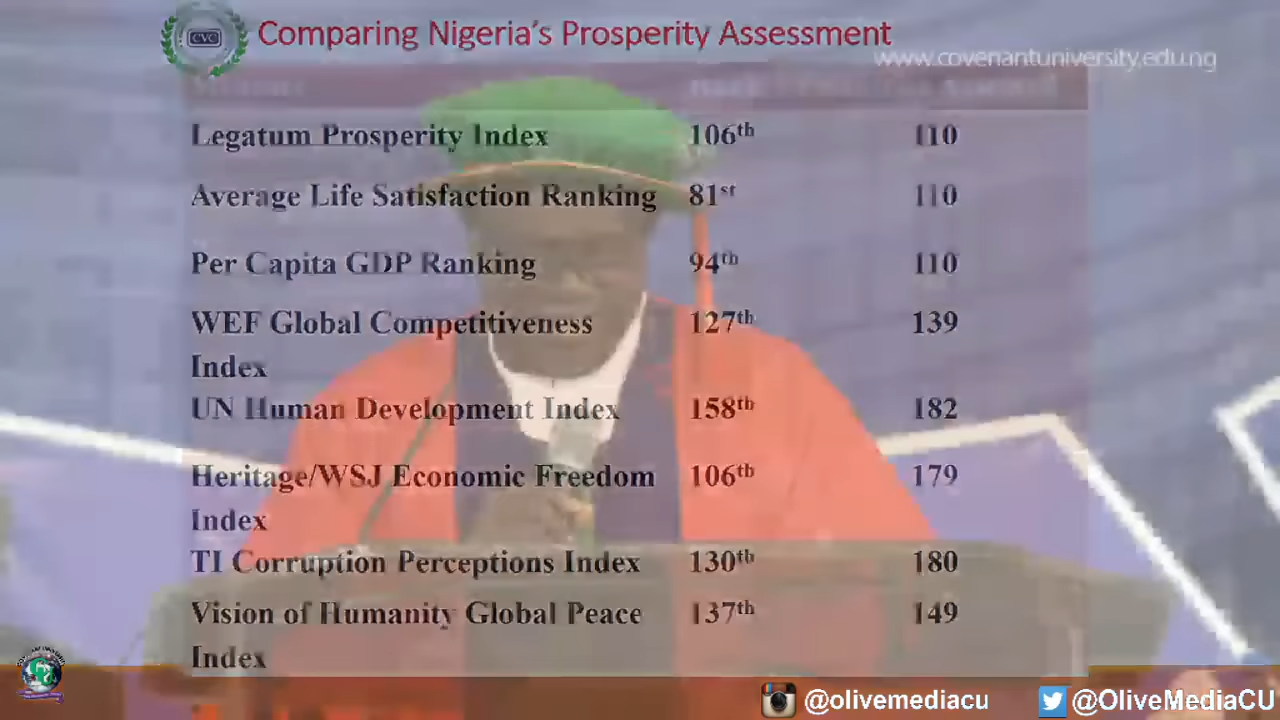 CVC
Comparing Nigeria's Prosperity Assessment
www.covenantuniversity.edu.ng
Legatum Prosperity Index 106th 110
Average Life Satisfaction Ranking 81st 110
Per Capita GDP Ranking 94th 110
WEF Global Competitiveness 127th 139
Index
UN Human Development Index 158th 182
Heritage/WSJ Economic Freedom 106th 179
Index
TI Corruption Perceptions Index 130th 180
Vision of Humanity Global Peace 137th 149
Index
@olivemediacu @OliveMediaCU